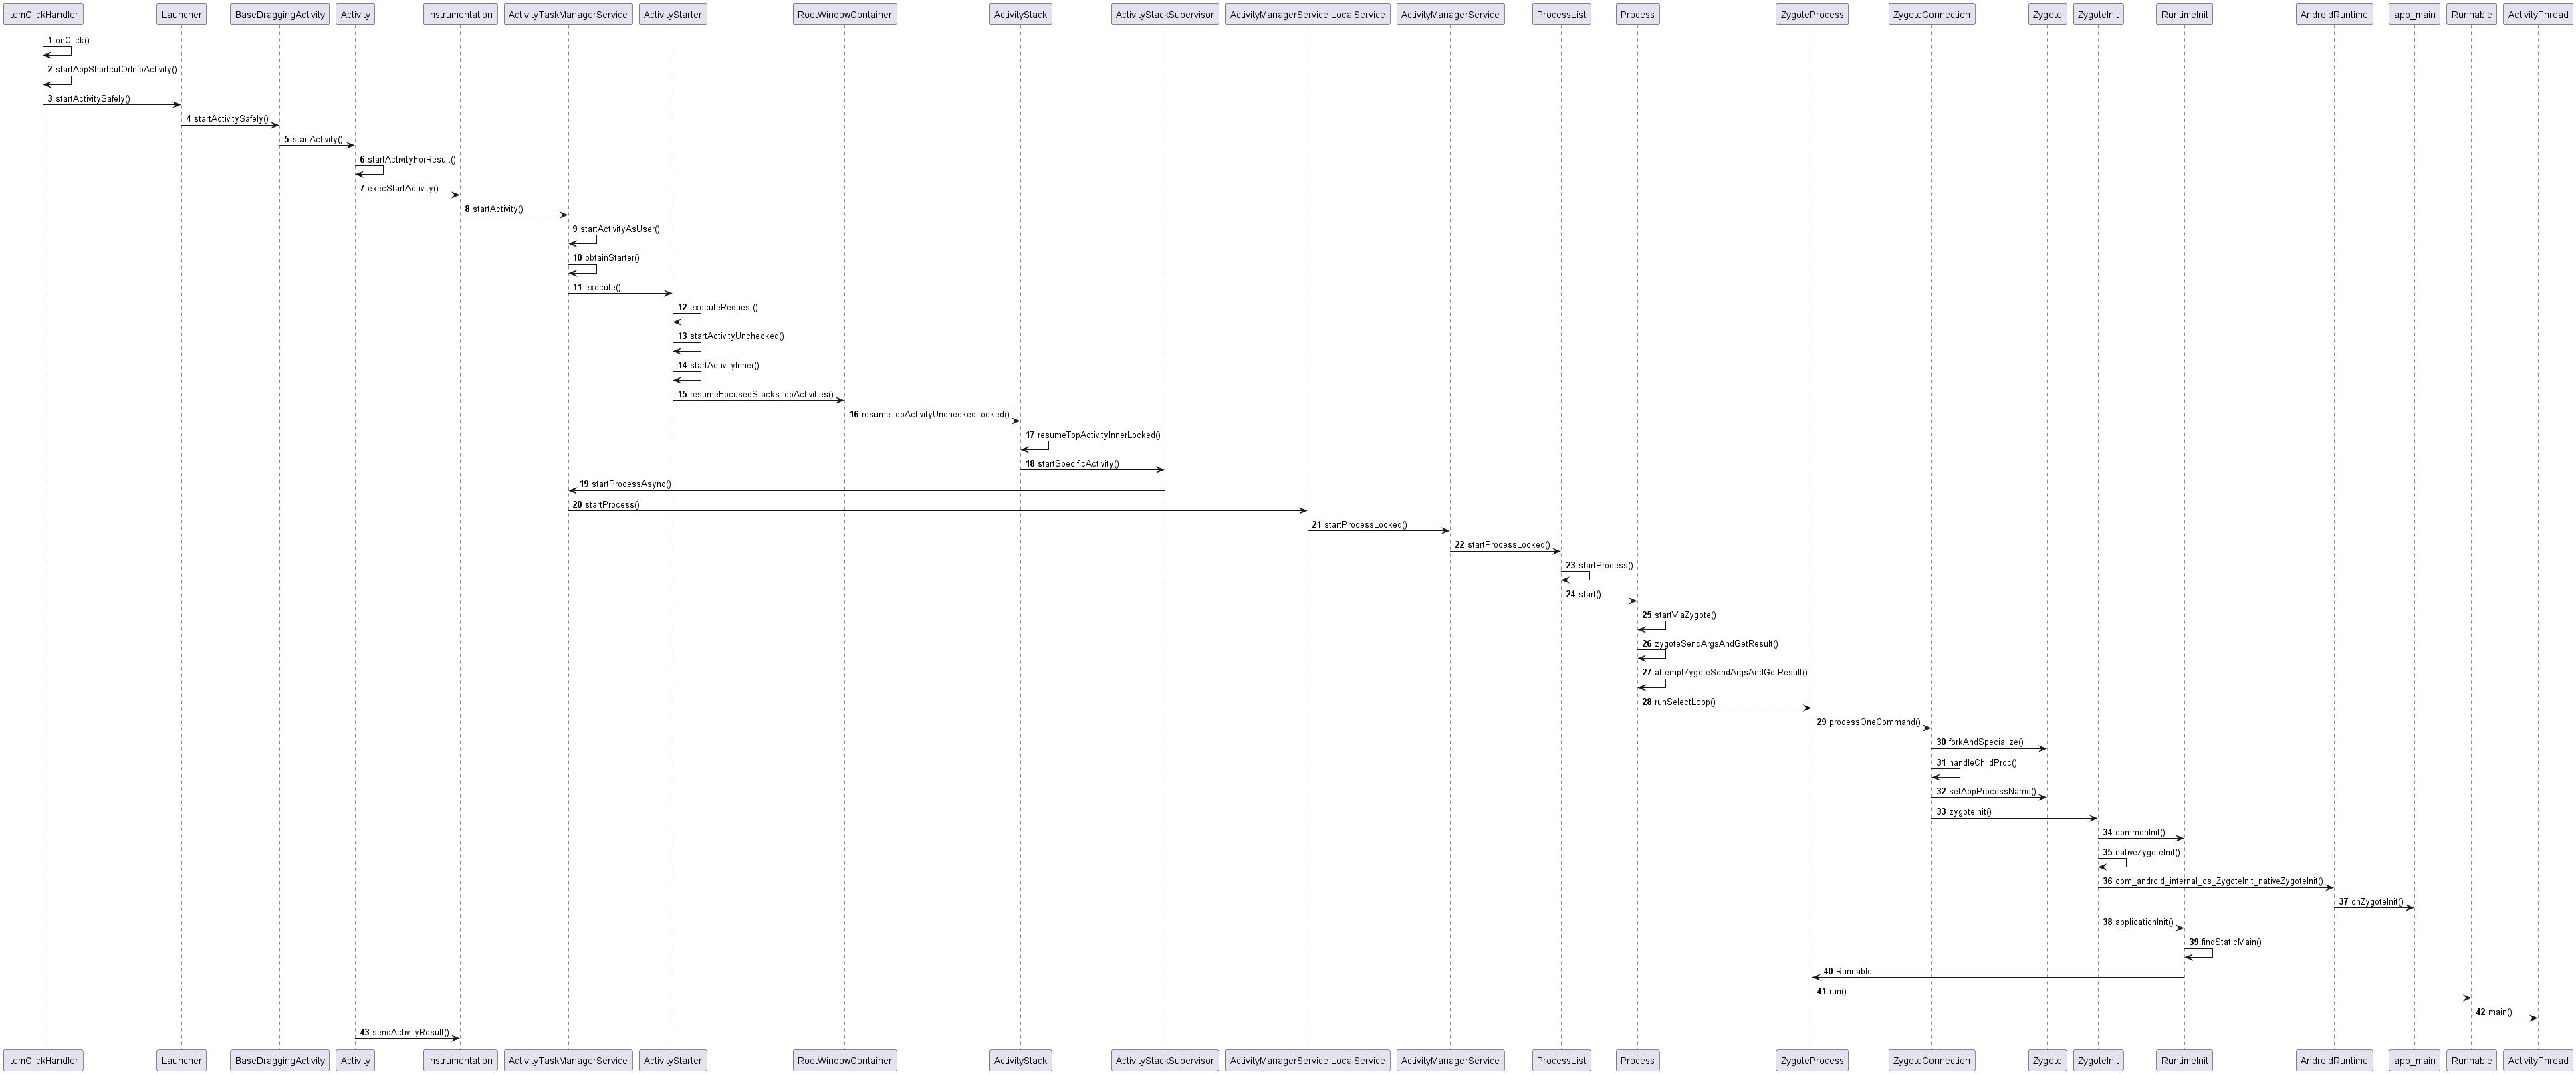 ItemClickHandler Launcher BaseDraggingActivity Activity Instrumentation ActivityTaskManagerService ActivityStarter RootWindowContainer ActivityStack ActivityStackSupervisor ActivityManagerService.LocalService ActivityManagerService ProcessList Process ZygoteProcess ZygoteConnection Zygote ZygoteInit RuntimeInit AndroidRuntime app_main Runnable ActivityThread
1 onClick()
2 startAppShortcutOrInfoActivity()
3 startActivitySafely()
4 startActivitySafely()
5 startActivity()
6 startActivityForResult()
7 execStartActivity()
8 startActivity()
9 startActivityAsUser()
10 obtainStarter()
11 execute()
12 executeRequest()
13 startActivityUnchecked()
14 startActivityInner()
15 resumeFocusedStacksTopActivities()
16 resumeTopActivityUncheckedLocked()
17 resumeTopActivityInnerLocked()
18 startSpecificActivity()
19 startProcessAsync()
20 startProcess()
21 startProcessLocked()
22 startProcessLocked()
23 startProcess()
24 start()
25 startViaZygote()
26 zygoteSendArgsAndGetResult()
27 attemptZygoteSendArgsAndGetResult()
28 runSelectLoop()
29 processOneCommand()
30 forkAndSpecialize()
31 handleChildProc()
32 setAppProcessName()
33 zygoteInit()
34 commonInit()
35 nativeZygoteInit()
36 com_android_internal_os_ZygoteInit_nativeZygoteInit()
37 onZygoteInit()
38 applicationInit()
39 findStaticMain()
40 Runnable
41 run()
42 main()
43 sendActivityResult()
ItemClickHandler Launcher BaseDraggingActivity Activity Instrumentation ActivityTaskManagerService ActivityStarter RootWindowContainer ActivityStack ActivityStackSupervisor ActivityManagerService.LocalService ActivityManagerService ProcessList Process ZygoteProcess ZygoteConnection Zygote ZygoteInit RuntimeInit AndroidRuntime app_main Runnable ActivityThread